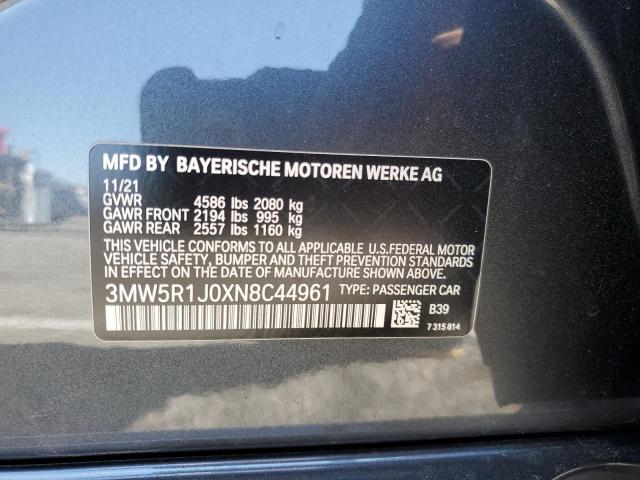 MFD BY BAYERISCHE MOTOREN WERKE AG
11/21
GVWR 4586 lbs 2080 kg
GAWR FRONT 2194 lbs 995 kg
GAWR REAR 2557 lbs 1160 kg
THIS VEHICLE CONFORMS TO ALL APPLICABLE U.S.FEDERAL MOTOR
VEHICLE SAFETY, BUMPER, AND THEFT PREVENTION STANDARDS
IN EFFECT ON THE DATE OF MANUFACTURE SHOWN ABOVE.
3MW5R1J0XN8C44961 TYPE: PASSENGER CAR
B39
7 315 814